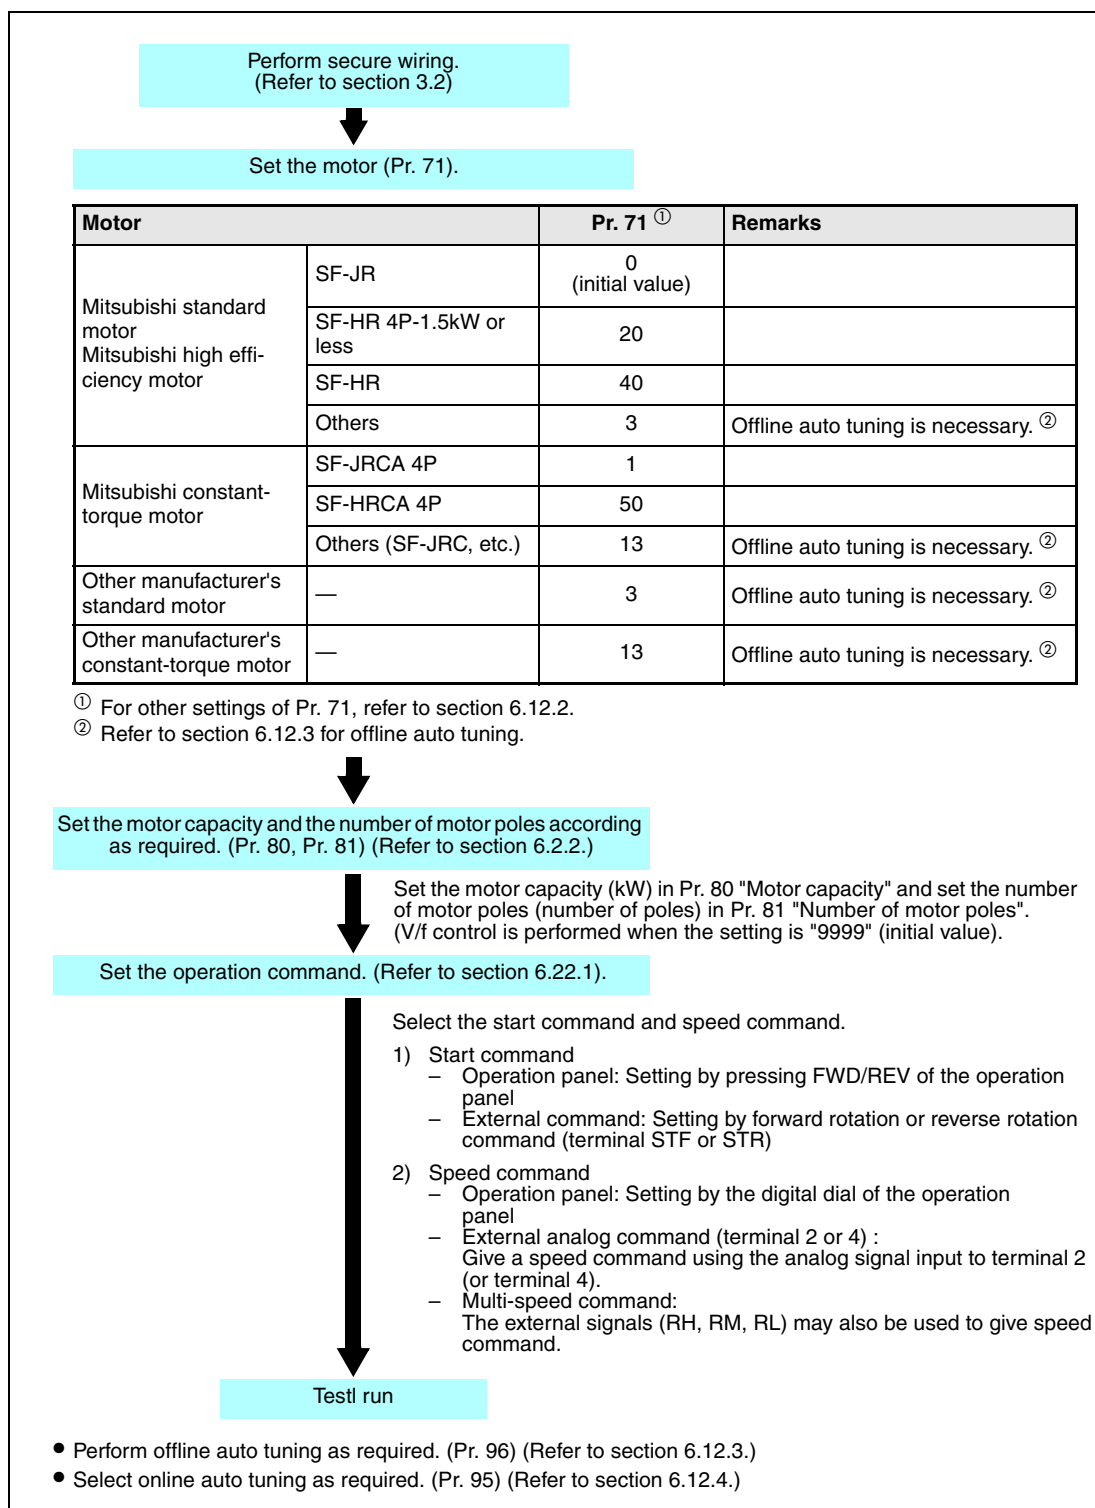 Perform secure wiring.
(Refer to section 3.2)
Set the motor (Pr. 71).
Motor Pr. 71 ① Remarks
Mitsubishi standard
motor
Mitsubishi high effi-
ciency motor
SF-JR
0
(initial value)
SF-HR 4P-1.5kW or
less
20
SF-HR 40
Others 3 Offline auto tuning is necessary. ②
Mitsubishi constant-
torque motor
SF-JRCA 4P 1
SF-HRCA 4P 50
Others (SF-JRC, etc.) 13 Offline auto tuning is necessary. ②
Other manufacturer's
standard motor
— 3 Offline auto tuning is necessary. ②
Other manufacturer's
constant-torque motor
— 13 Offline auto tuning is necessary. ②
① For other settings of Pr. 71, refer to section 6.12.2.
② Refer to section 6.12.3 for offline auto tuning.
Set the motor capacity and the number of motor poles according
as required. (Pr. 80, Pr. 81) (Refer to section 6.2.2.)
Set the motor capacity (kW) in Pr. 80 "Motor capacity" and set the number
of motor poles (number of poles) in Pr. 81 "Number of motor poles".
(V/f control is performed when the setting is "9999" (initial value).
Set the operation command. (Refer to section 6.22.1).
Select the start command and speed command.
1) Start command
– Operation panel: Setting by pressing FWD/REV of the operation
panel
– External command: Setting by forward rotation or reverse rotation
command (terminal STF or STR)
2) Speed command
– Operation panel: Setting by the digital dial of the operation
panel
– External analog command (terminal 2 or 4) :
Give a speed command using the analog signal input to terminal 2
(or terminal 4).
– Multi-speed command:
The external signals (RH, RM, RL) may also be used to give speed
command.
Testl run
● Perform offline auto tuning as required. (Pr. 96) (Refer to section 6.12.3.)
● Select online auto tuning as required. (Pr. 95) (Refer to section 6.12.4.)